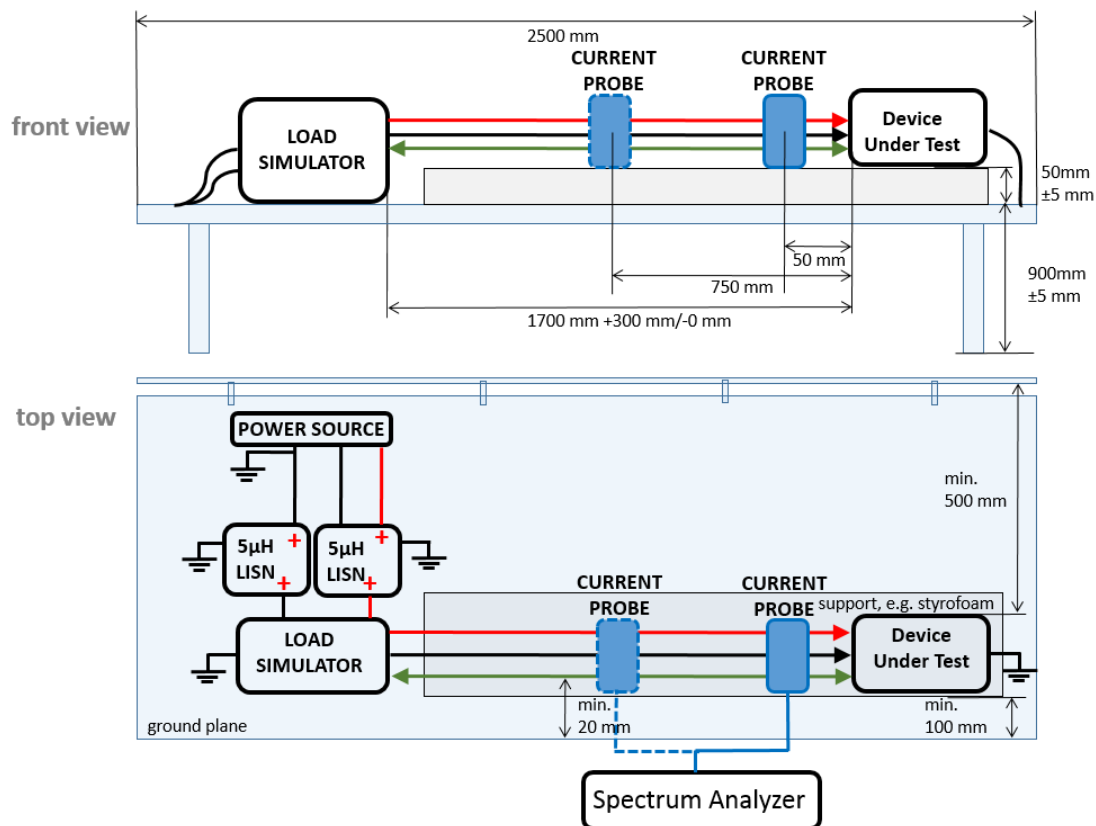 2500 mm
CURRENT
PROBE
CURRENT
PROBE
front view
LOAD
SIMULATOR
Device
Under Test
50mm
±5 mm
50 mm
750 mm
900mm
±5 mm
1700 mm +300 mm/-0 mm
top view
POWER SOURCE
min.
500 mm
5µH
LISN
+
+
5µH
LISN
+
+
CURRENT
PROBE
CURRENT
PROBE
support, e.g. styrofoam
LOAD
SIMULATOR
Device
Under Test
min.
20 mm
min.
100 mm
ground plane
Spectrum Analyzer